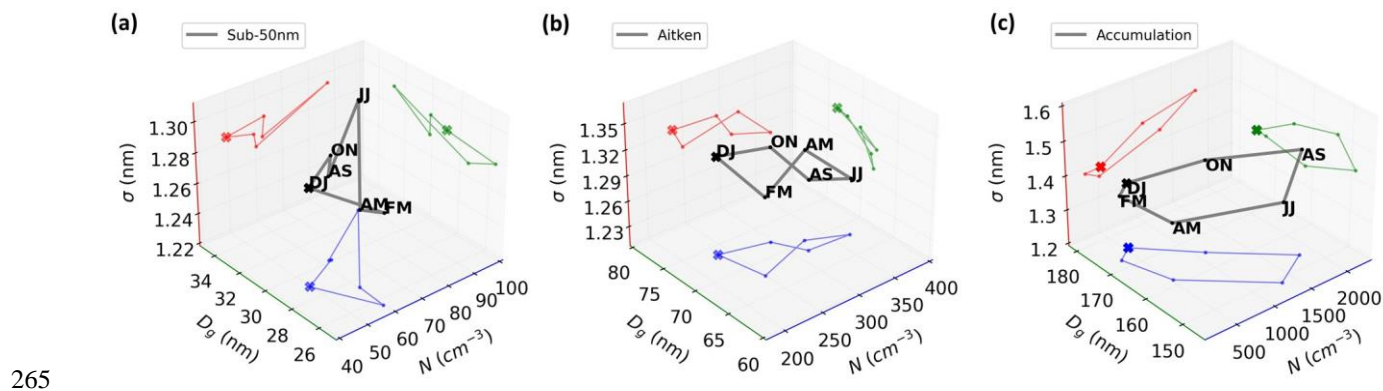 (a) Sub-50nm
σ (nm)
1.30
1.28
1.26
1.24
1.22
34
32
30
28
26
D_g (nm)
40
50
60
70
80
90
100
N (cm⁻³)
JJ
ON
AS
DJ
AM
FM
(b) Aitken
σ (nm)
1.35
1.32
1.29
1.26
1.23
80
75
70
65
60
D_g (nm)
200
250
300
350
400
N (cm⁻³)
DJ
ON
AM
AS
JJ
FM
(c) Accumulation
σ (nm)
1.6
1.5
1.4
1.3
1.2
180
170
160
150
D_g (nm)
500
1000
1500
2000
N (cm⁻³)
AS
ON
DJ
FM
JJ
AM
265